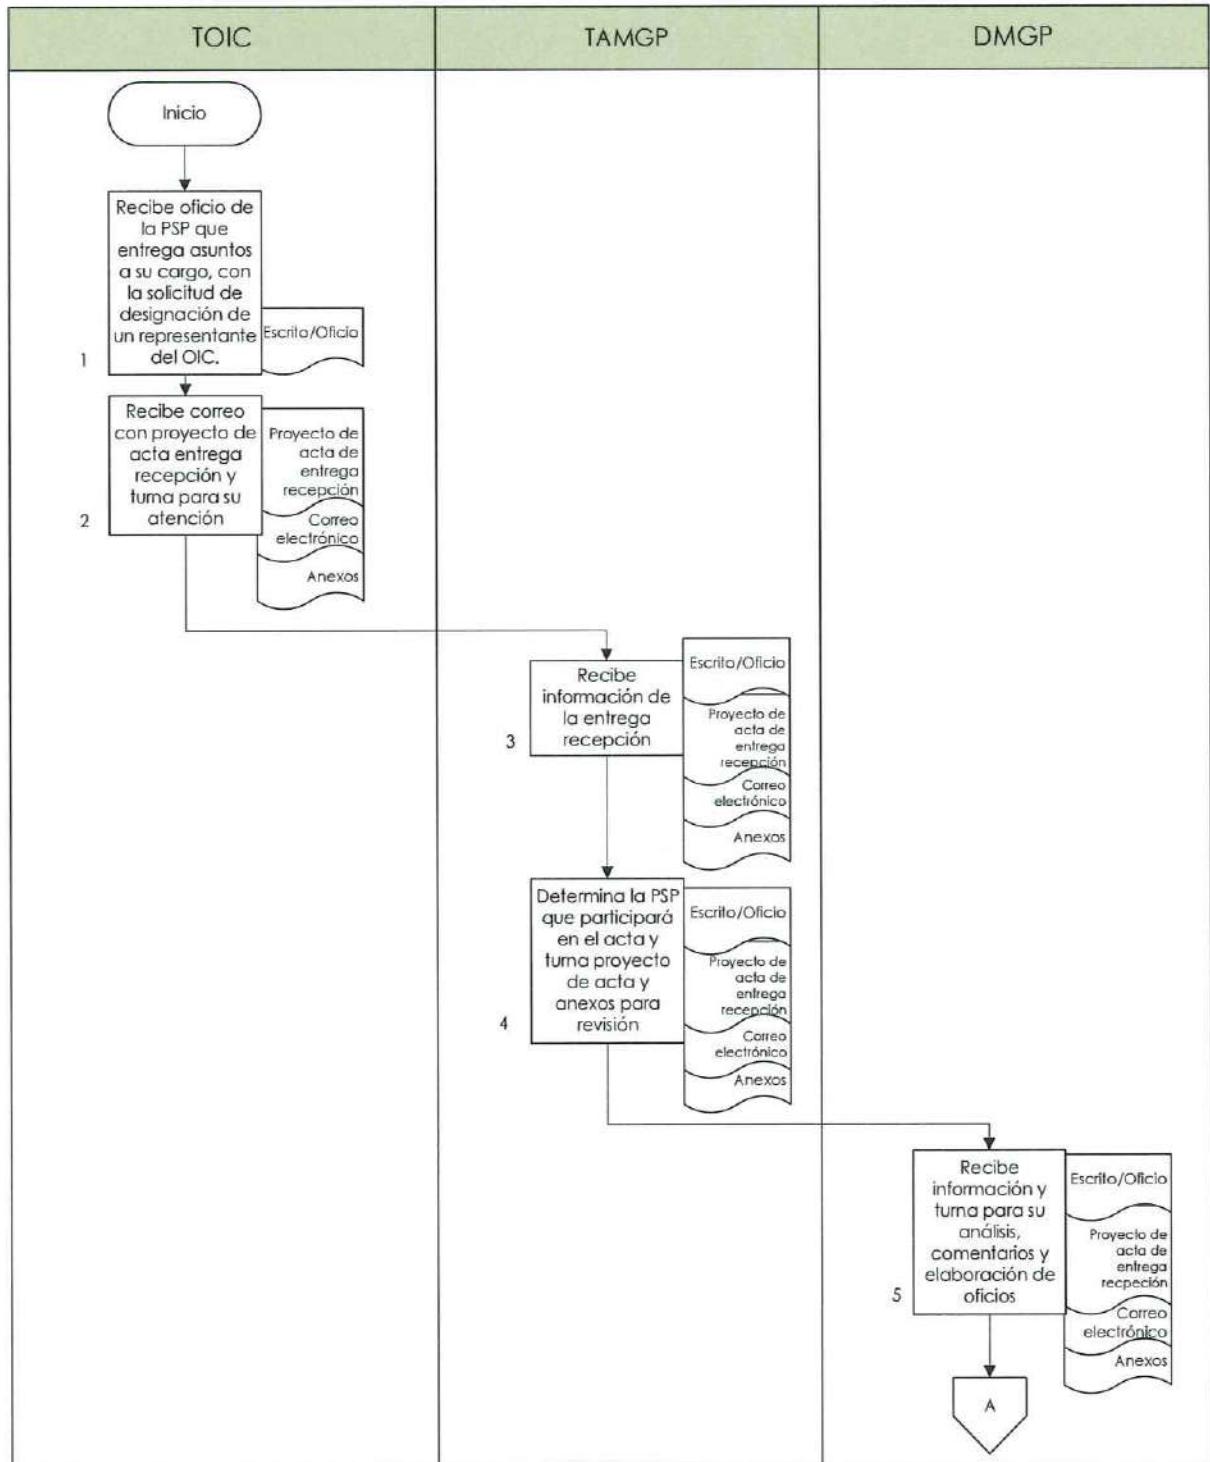 TOIC
TAMGP
DMGP
Inicio
Recibe oficio de
la PSP que
entrega asuntos
a su cargo, con
la solicitud de
designación de
un representante
del OIC.
1
Escrito/Oficio
Recibe correo
con proyecto de
acta entrega
recepción y
turna para su
atención
2
Proyecto de
acta de
entrega
recepción
Correo
electrónico
Anexos
Recibe
información de
la entrega
recepción
3
Escrito/Oficio
Proyecto de
acta de
entrega
recepción
Correo
electrónico
Anexos
Determina la PSP
que participará
en el acta y
turna proyecto
de acta y
anexos para
revisión
4
Escrito/Oficio
Proyecto de
acta de
entrega
recepción
Correo
electrónico
Anexos
Recibe
información y
turna para su
análisis,
comentarios y
elaboración de
oficios
5
Escrito/Oficio
Proyecto de
acta de
entrega
recpeción
Correo
electrónico
Anexos
A